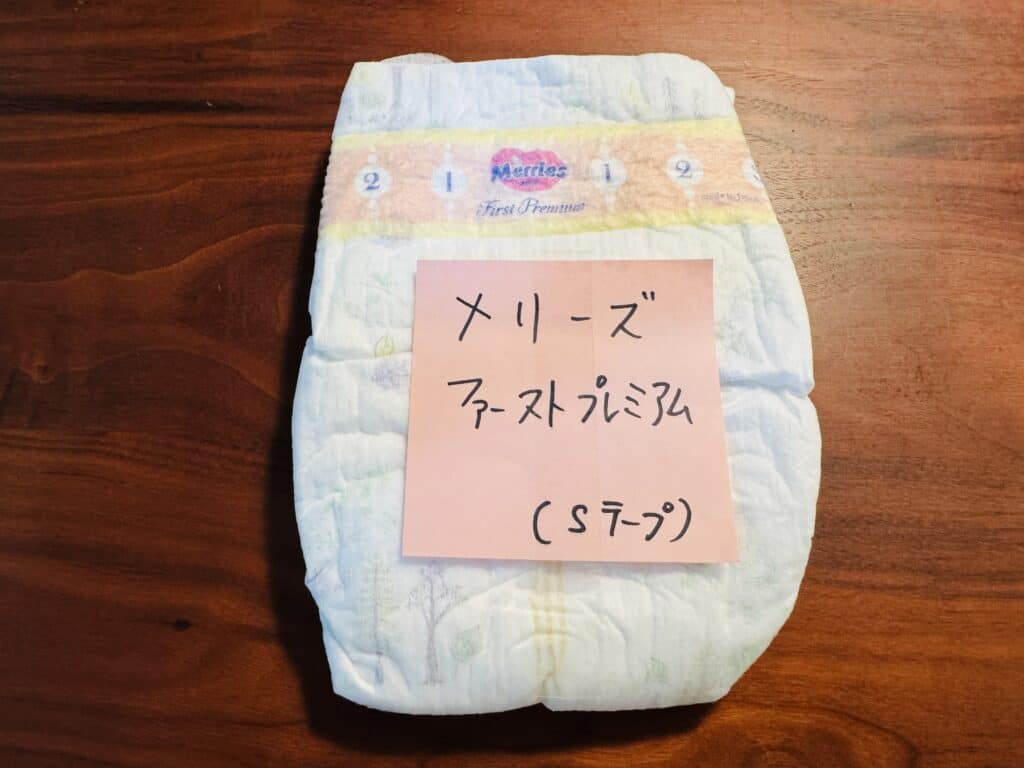 2 1 Merries 1 2 3
First Premium
メリーズ
ファーストプレミアム
(Sテープ)